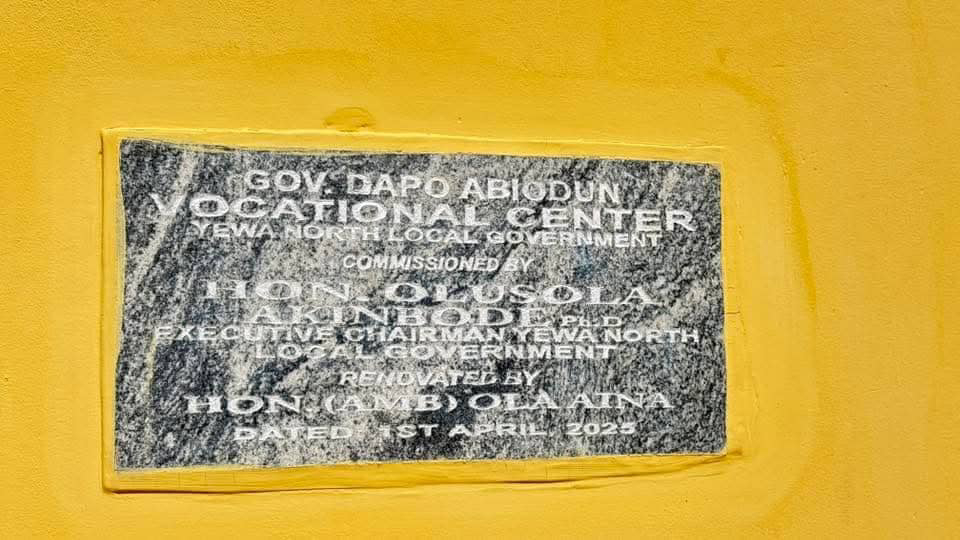 GOV. DAPO ABIODUN
VOCATIONAL CENTER
YEWA NORTH LOCAL GOVERNMENT
COMMISSIONED BY
HON. OLUSOLA
AKINBODE Ph.D
EXECUTIVE CHAIRMAN YEWA NORTH
LOCAL GOVERNMENT
RENOVATED BY
HON. (AMB) OLA AINA
DATED 1ST APRIL, 2025